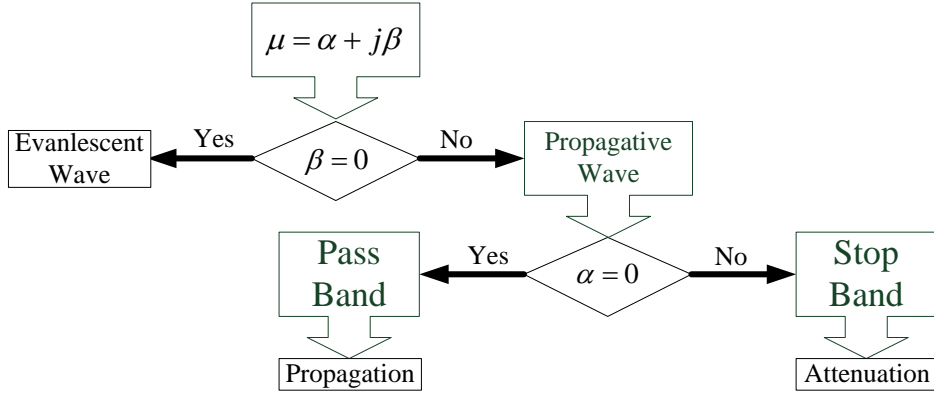 μ = α + jβ
Evanlescent
Wave
Yes
β = 0
No
Propagative
Wave
Pass
Band
Yes
α = 0
No
Stop
Band
Propagation
Attenuation